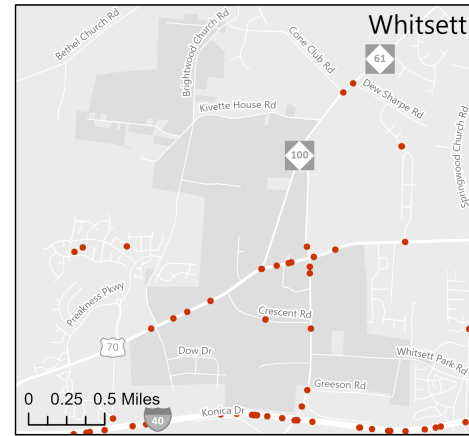 Whitsett
Bethel Church Rd
Brightwood Church Rd
Cone Club Rd
61
Dew Sharpe Rd
Kivette House Rd
Springwood Church Rd
100
Preakness Pkwy
Crescent Rd
70
Dow Dr
Whitsett Park Rd
Greeson Rd
0 0.25 0.5 Miles
Konica Dr
40